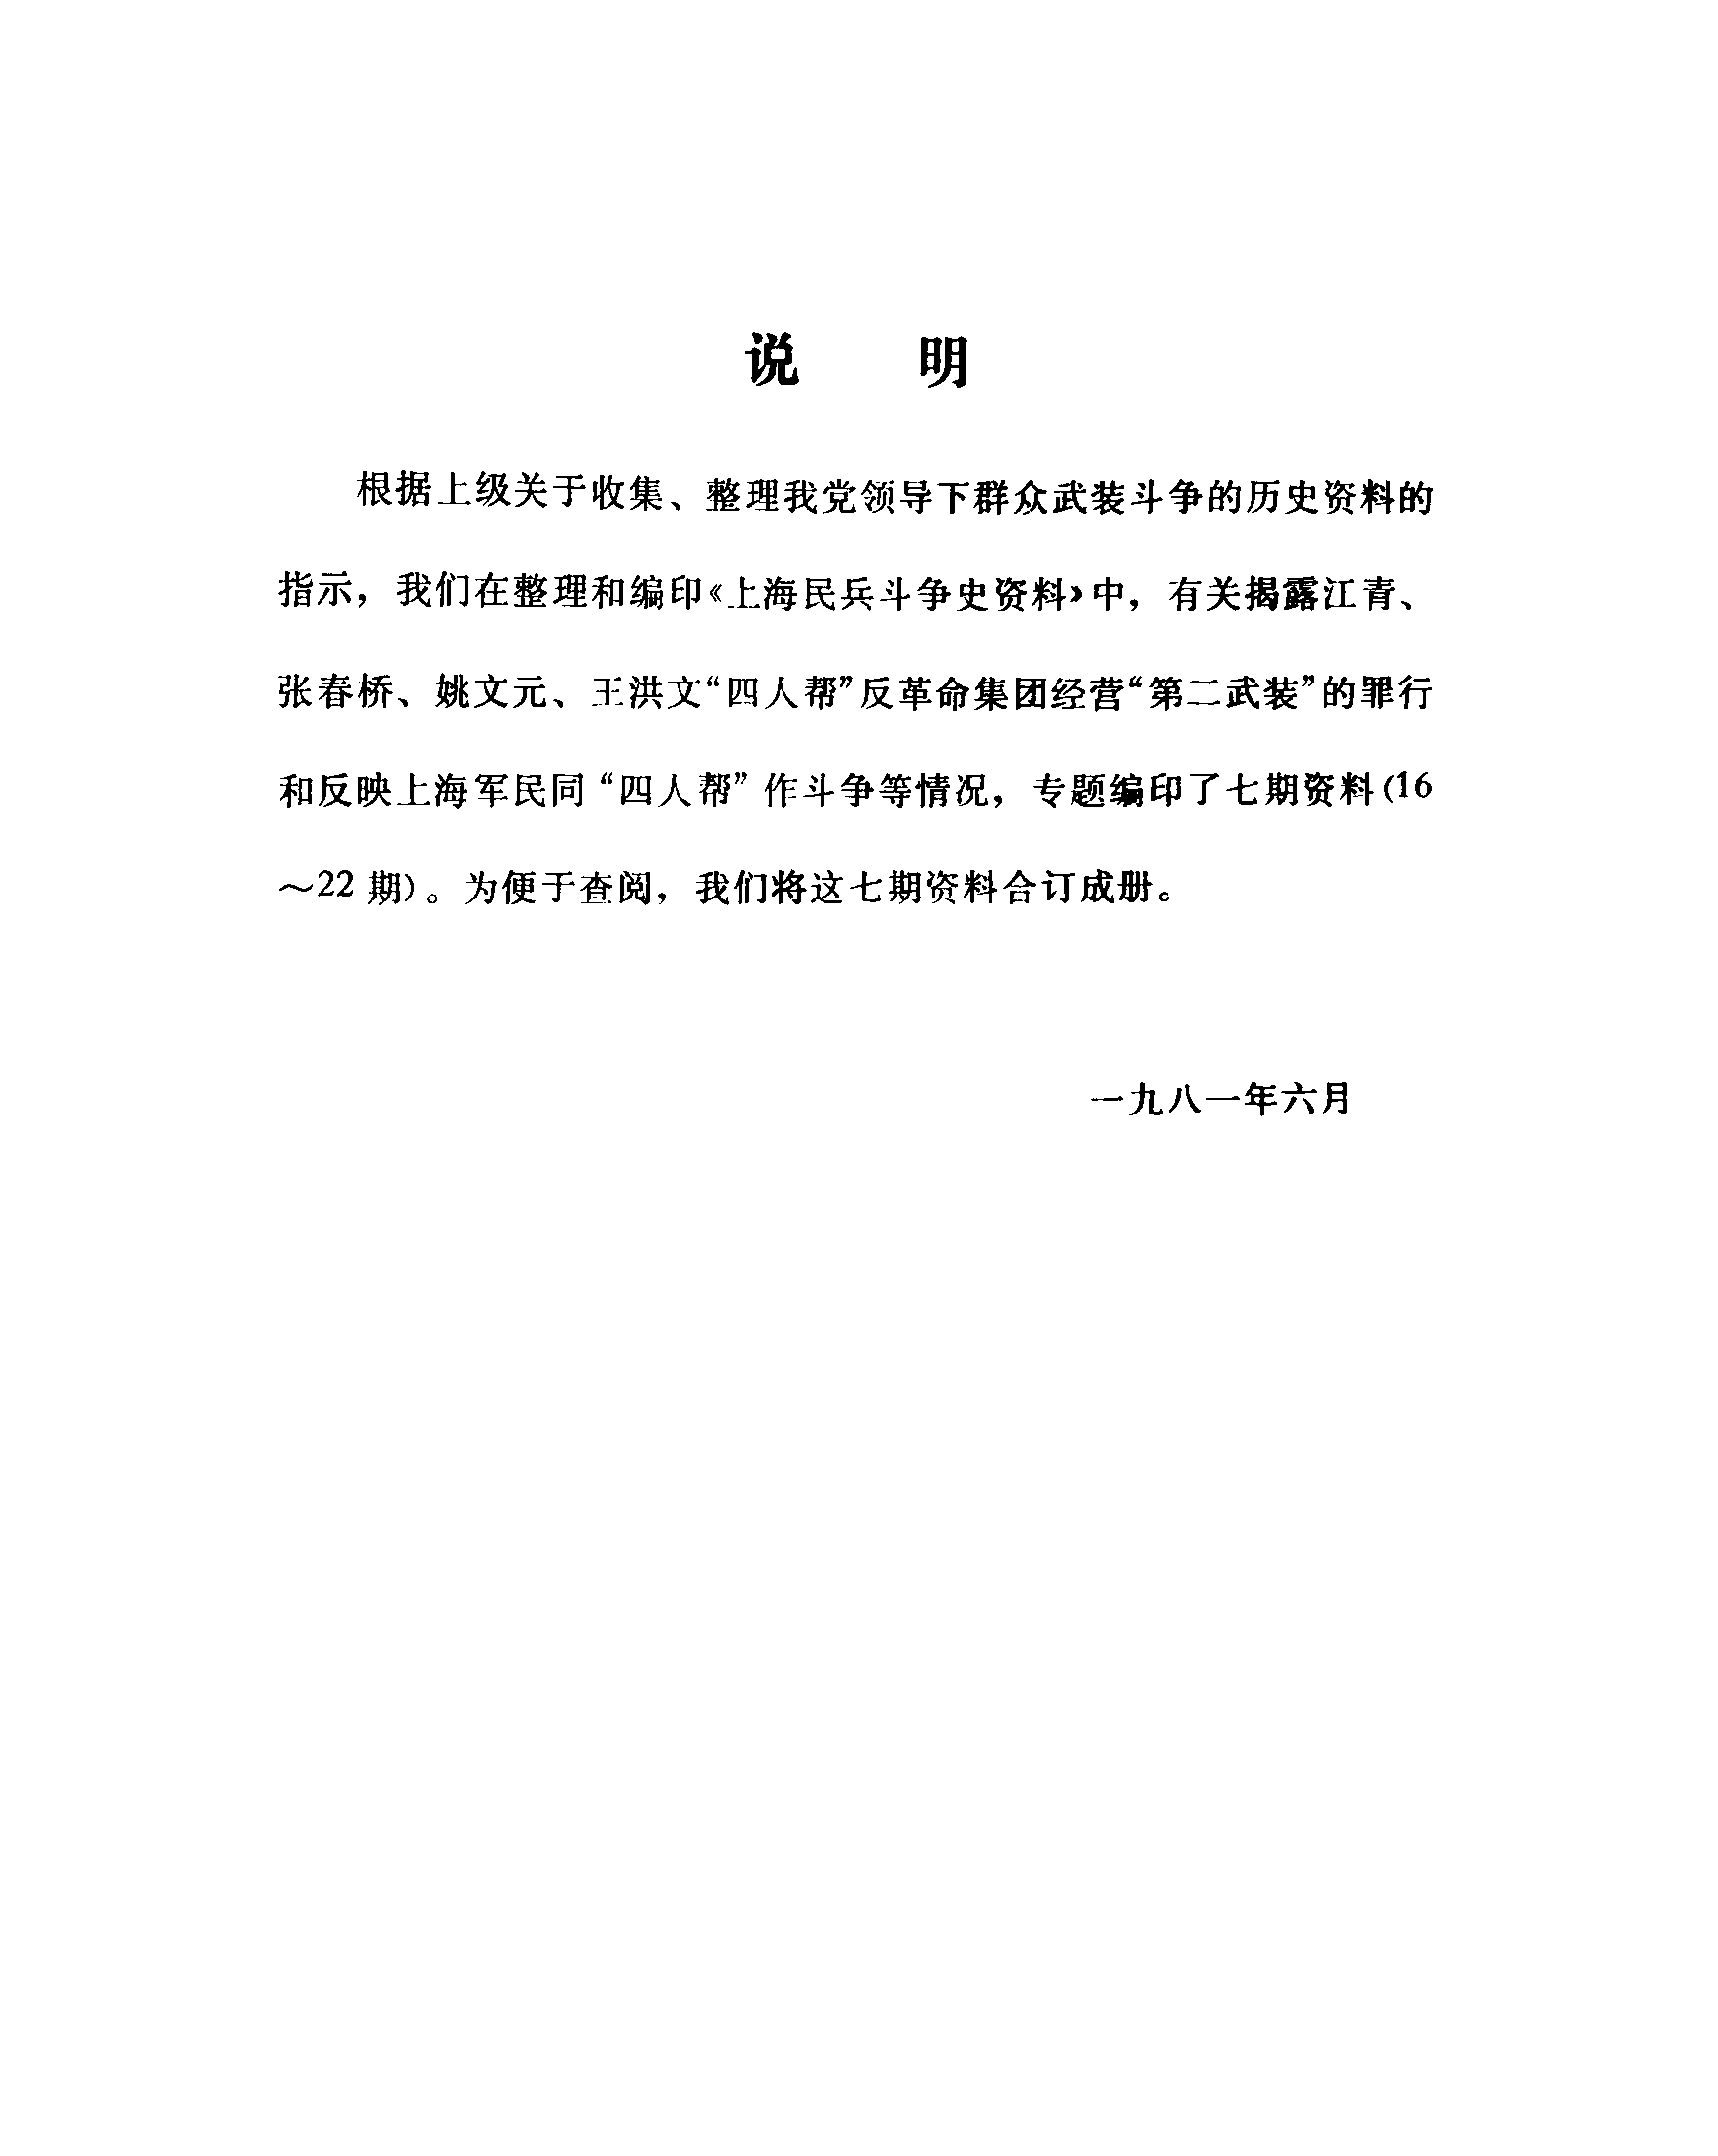 说 明
根据上级关于收集、整理我党领导下群众武装斗争的历史资料的
指示，我们在整理和编印《上海民兵斗争史资料》中，有关揭露江青、
张春桥、姚文元、王洪文“四人帮”反革命集团经营“第二武装”的罪行
和反映上海军民同“四人帮”作斗争等情况，专题编印了七期资料(16
～22 期)。为便于查阅，我们将这七期资料合订成册。
一九八一年六月